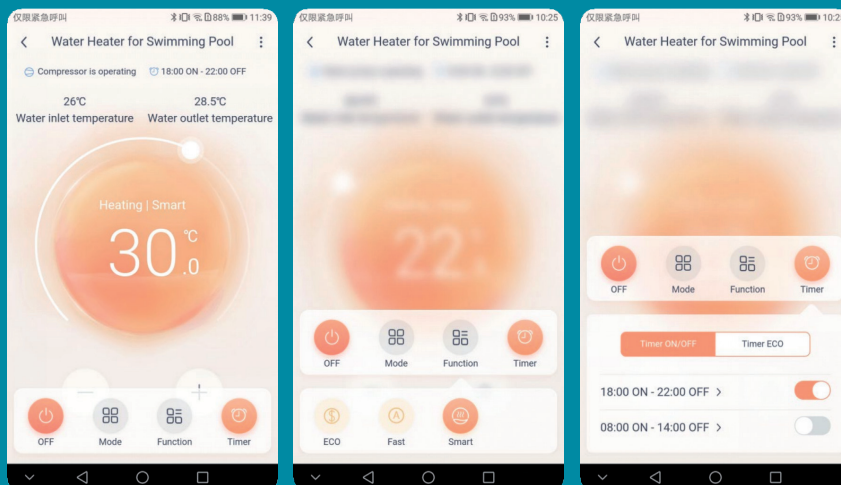 仅限紧急呼叫 88% 11:39
Water Heater for Swimming Pool
Compressor is operating 18:00 ON - 22:00 OFF
26℃ 28.5℃
Water inlet temperature Water outlet temperature
Heating | Smart
30.0 ℃
OFF Mode Function Timer
仅限紧急呼叫 93% 10:25
Water Heater for Swimming Pool
22
OFF Mode Function Timer
ECO Fast Smart
仅限紧急呼叫 93% 10:25
Water Heater for Swimming Pool
OFF Mode Function Timer
Timer ON/OFF Timer ECO
18:00 ON - 22:00 OFF
08:00 ON - 14:00 OFF